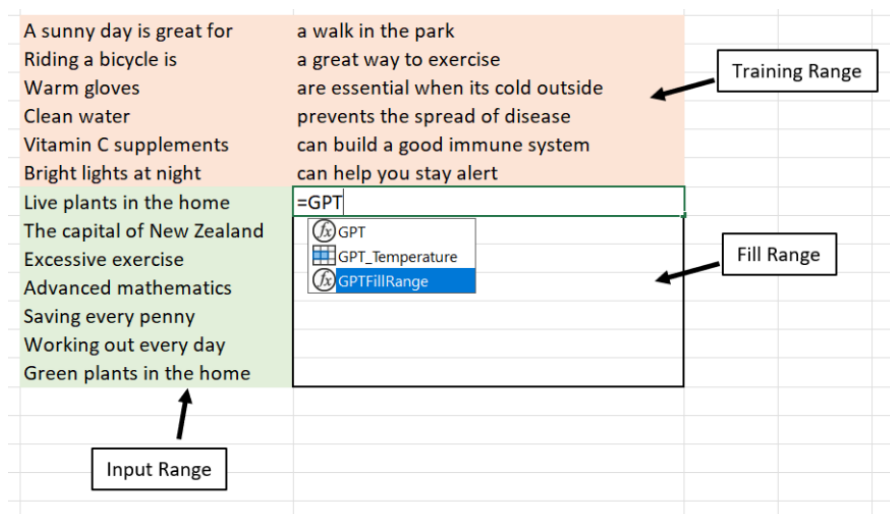 A sunny day is great for a walk in the park
Riding a bicycle is a great way to exercise
Warm gloves are essential when its cold outside
Training Range
Clean water prevents the spread of disease
Vitamin C supplements can build a good immune system
Bright lights at night can help you stay alert
Live plants in the home =GPT
The capital of New Zealand fx GPT
Excessive exercise GPT_Temperature
Fill Range
Advanced mathematics fx GPTFillRange
Saving every penny
Working out every day
Green plants in the home
Input Range